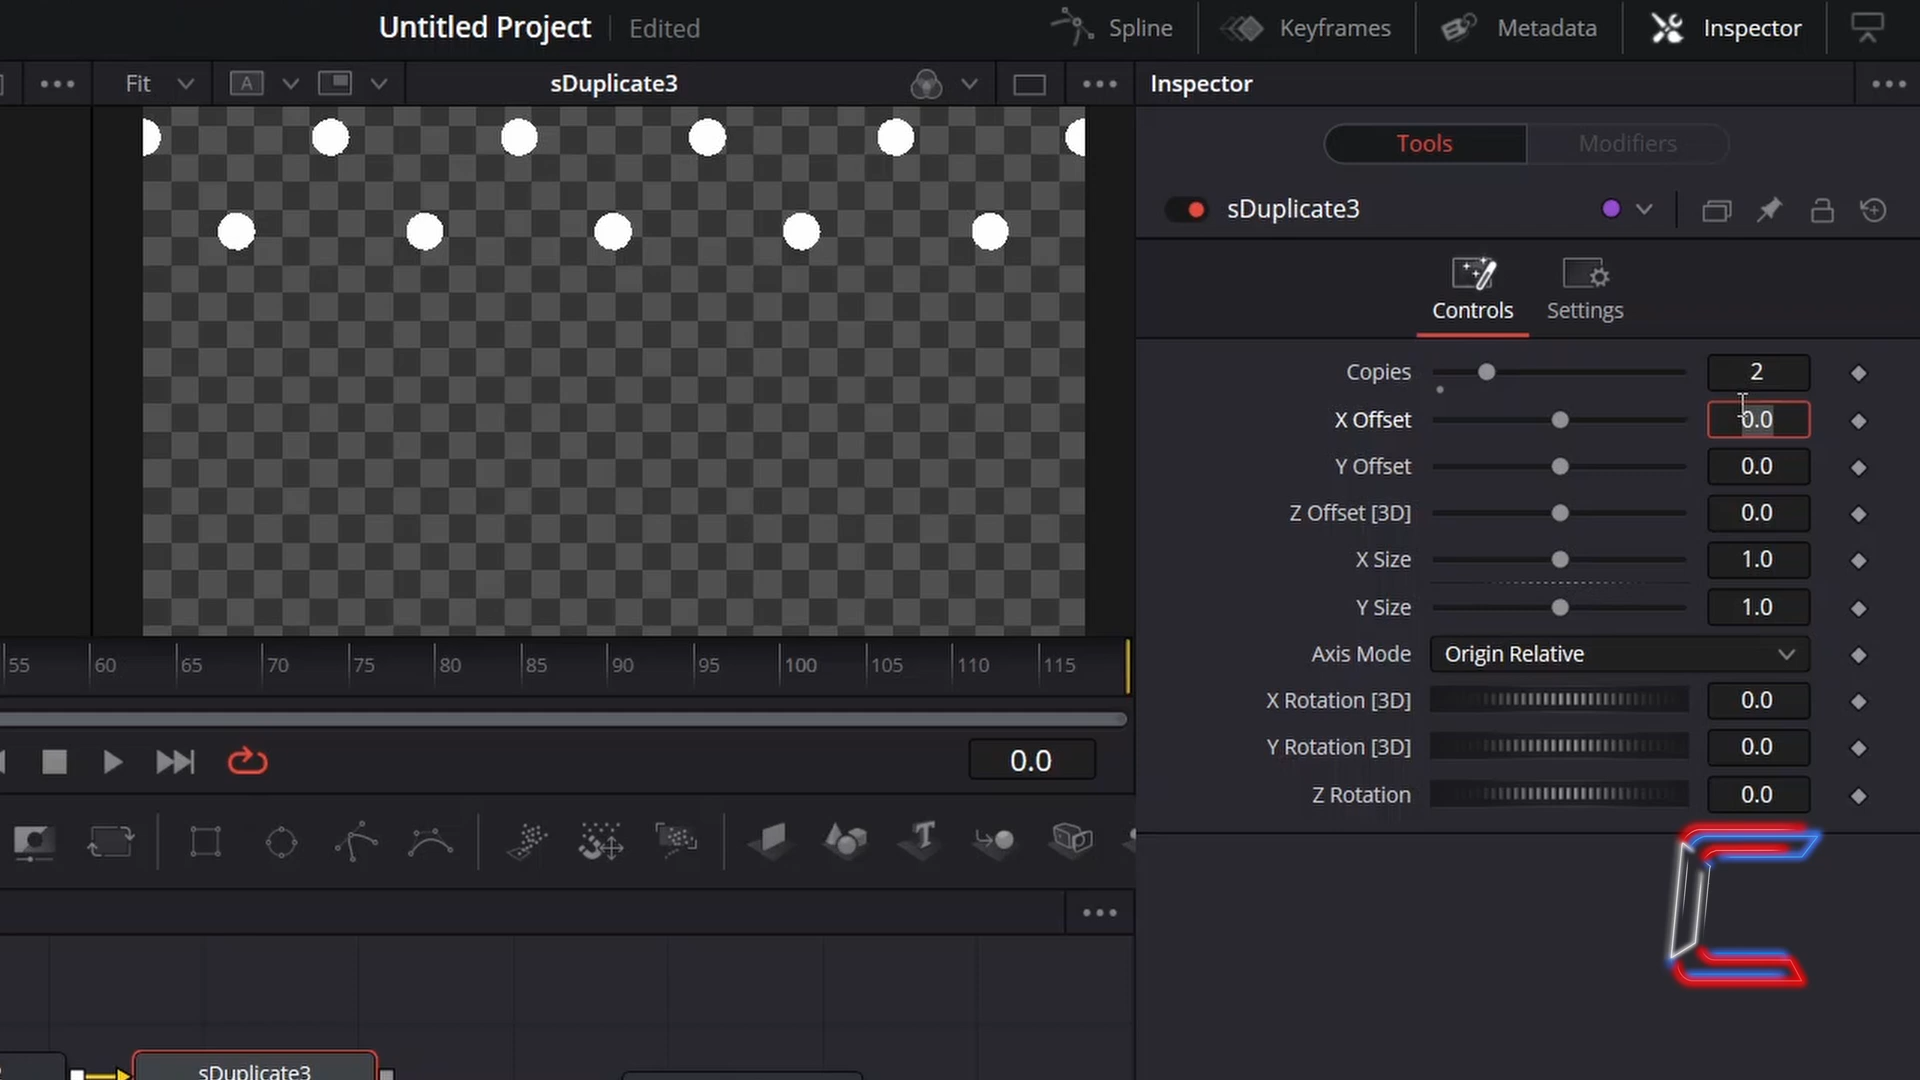 Untitled Project
Edited
Spline
Keyframes
Metadata
Inspector
Fit
A
sDuplicate3
Inspector
Tools
Modifiers
sDuplicate3
Controls
Settings
Copies 2
X Offset 0.0
Y Offset 0.0
Z Offset [3D] 0.0
X Size 1.0
Y Size 1.0
Axis Mode Origin Relative
X Rotation [3D] 0.0
Y Rotation [3D] 0.0
Z Rotation 0.0
55 60 65 70 75 80 85 90 95 100 105 110 115
0.0
T
sDuplicate3
C